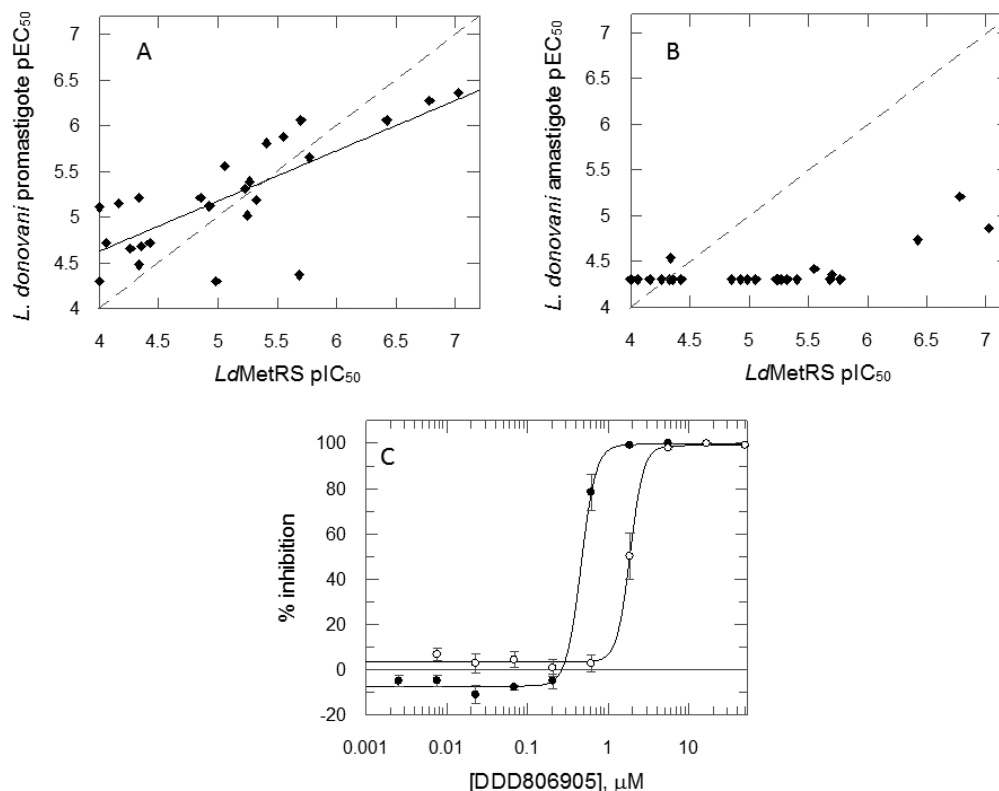 A
L. donovani promastigote pEC50
7
6.5
6
5.5
5
4.5
4
4 4.5 5 5.5 6 6.5 7
LdMetRS pIC50
B
L. donovani amastigote pEC50
7
6.5
6
5.5
5
4.5
4
4 4.5 5 5.5 6 6.5 7
LdMetRS pIC50
C
% inhibition
100
80
60
40
20
0
-20
0.001 0.01 0.1 1 10
[DDD806905], μM